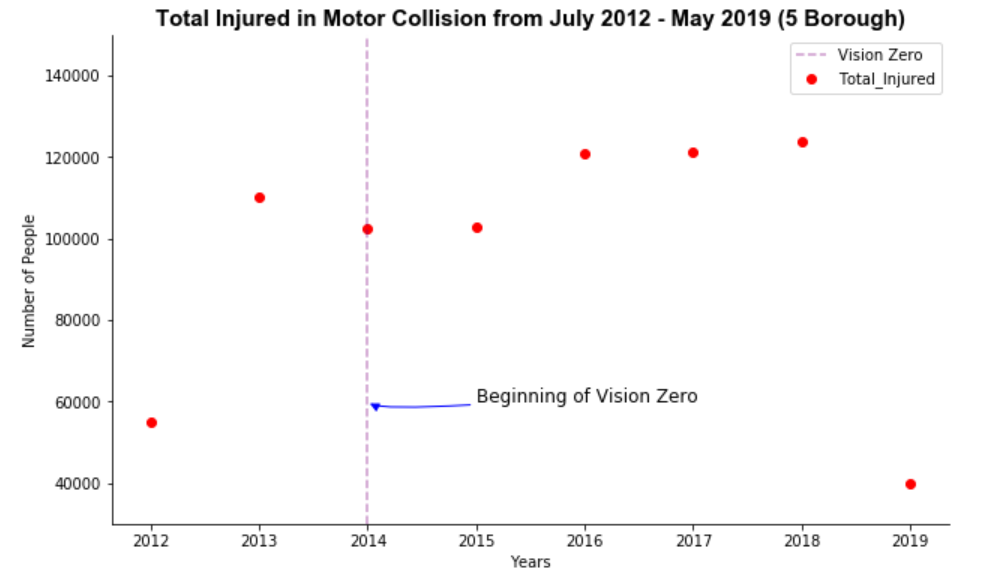 Total Injured in Motor Collision from July 2012 - May 2019 (5 Borough)
Vision Zero
Total_Injured
140000
120000
100000
80000
60000
40000
Number of People
Beginning of Vision Zero
2012 2013 2014 2015 2016 2017 2018 2019
Years